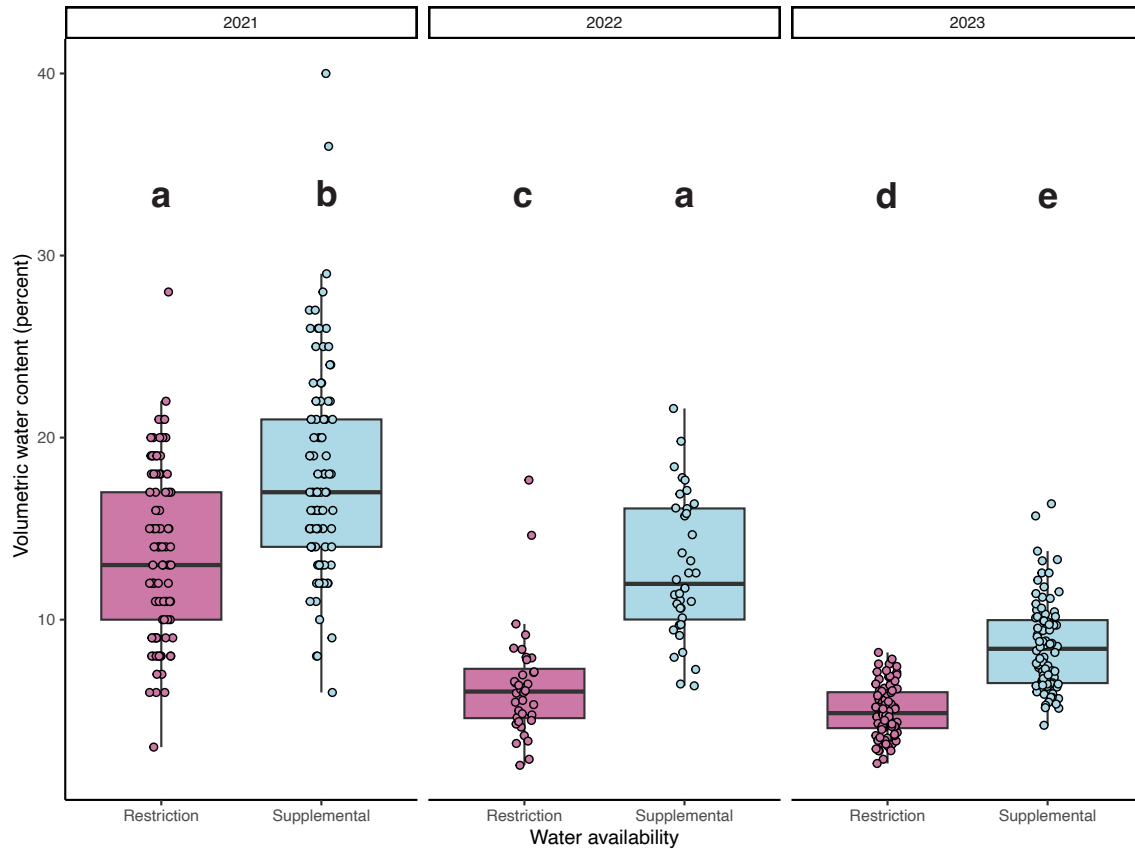 2021 2022 2023
40
a b c a d e
30
20
10
Volumetric water content (percent)
Restriction Supplemental Restriction Supplemental Restriction Supplemental
Water availability